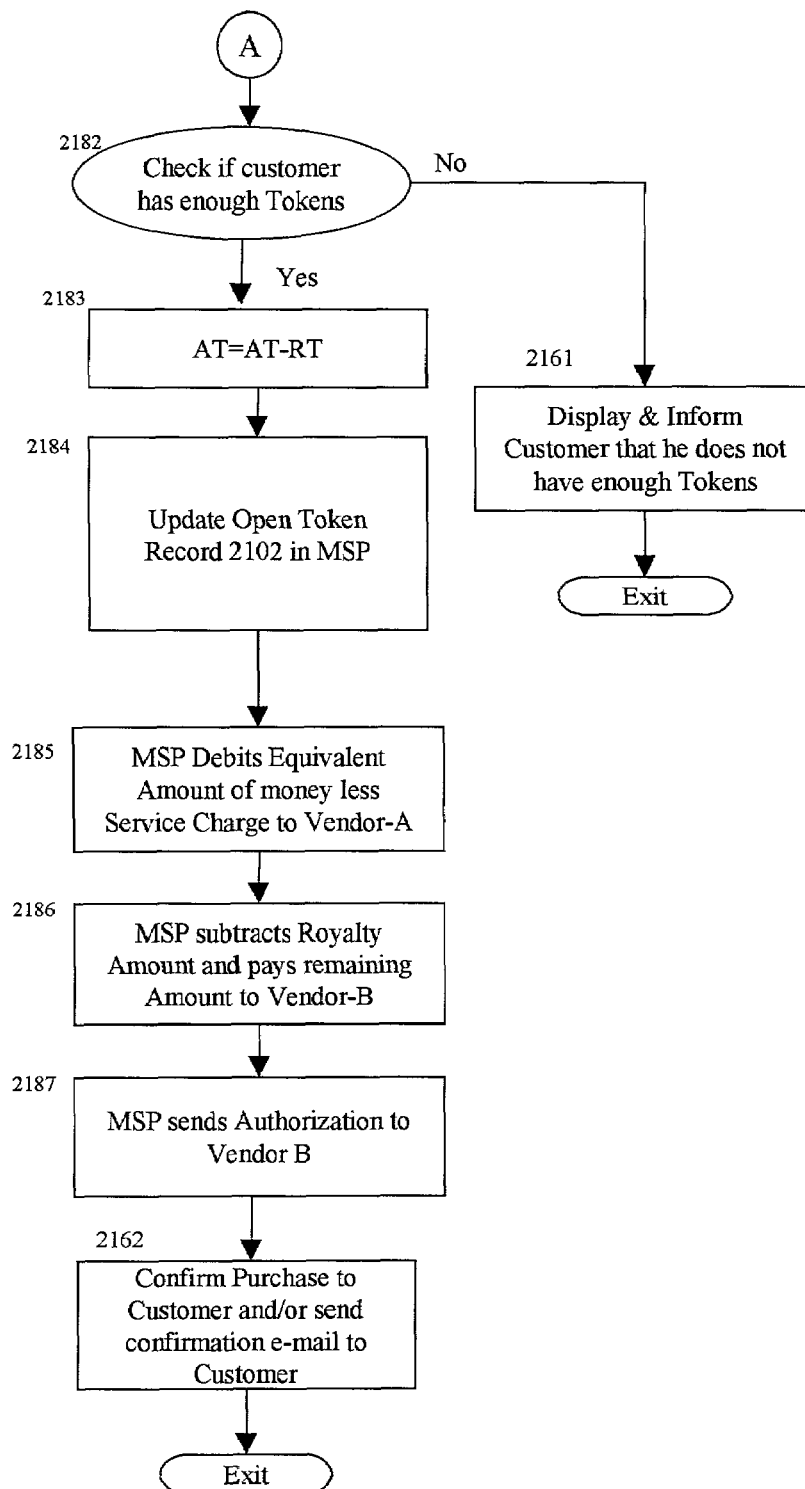 A
2182
Check if customer
has enough Tokens
No
Yes
2183
AT=AT-RT
2161
Display & Inform
Customer that he does not
have enough Tokens
Exit
2184
Update Open Token
Record 2102 in MSP
2185
MSP Debits Equivalent
Amount of money less
Service Charge to Vendor-A
2186
MSP subtracts Royalty
Amount and pays remaining
Amount to Vendor-B
2187
MSP sends Authorization to
Vendor B
2162
Confirm Purchase to
Customer and/or send
confirmation e-mail to
Customer
Exit